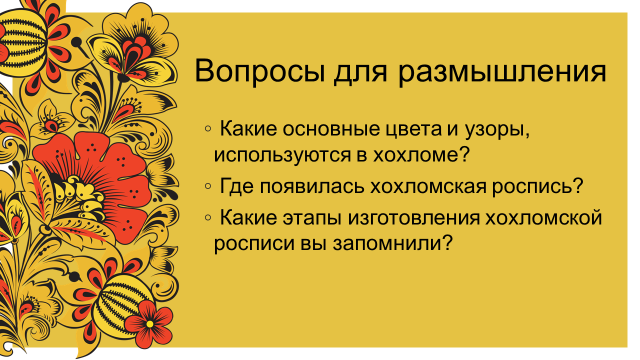 Вопросы для размышления
◦ Какие основные цвета и узоры,
используются в хохломе?
◦ Где появилась хохломская роспись?
◦ Какие этапы изготовления хохломской
росписи вы запомнили?